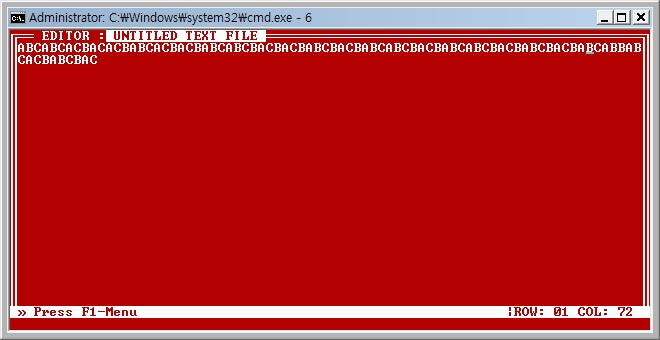 Administrator: C:₩Windows₩system32₩cmd.exe - 6
EDITOR : UNTITLED TEXT FILE
ABCABCACBACACBABCACBACBABCABCBACBACBABCBACBABCABCBACBABCABCBACBABCBACBABCABBAB
CACBABCBAC
» Press F1-Menu
¦ROW: 01 COL: 72